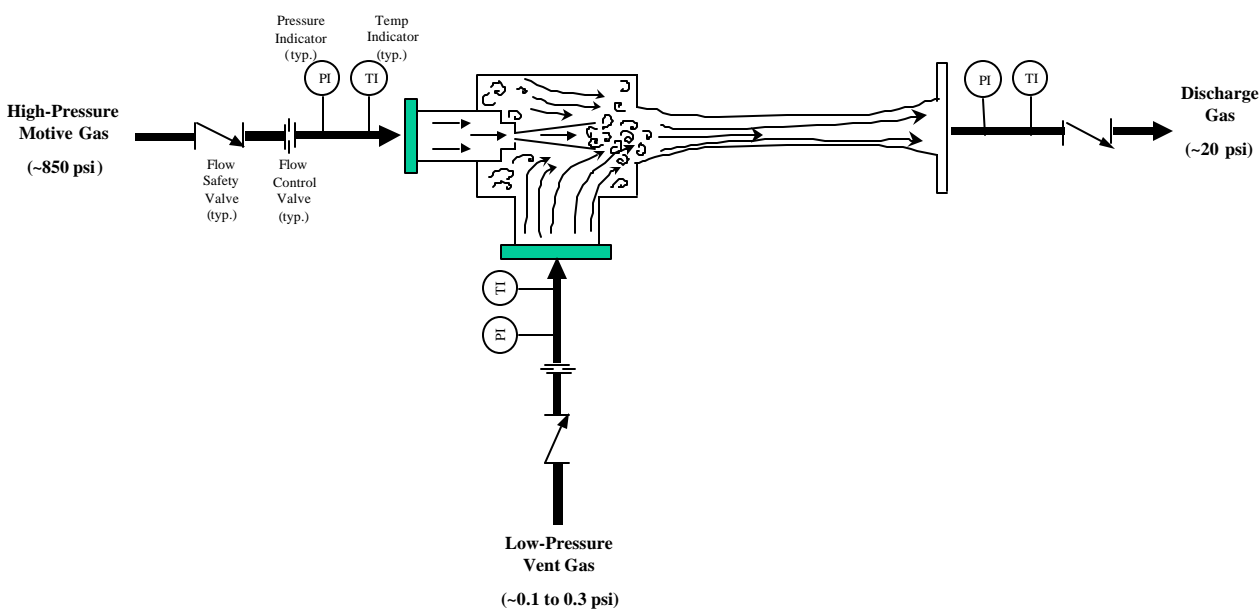 Pressure
Indicator
(typ.)
Temp
Indicator
(typ.)
PI
TI
High-Pressure
Motive Gas
(~850 psi)
Flow
Safety
Valve
(typ.)
Flow
Control
Valve
(typ.)
PI
TI
Discharge
Gas
(~20 psi)
TI
PI
Low-Pressure
Vent Gas
(~0.1 to 0.3 psi)